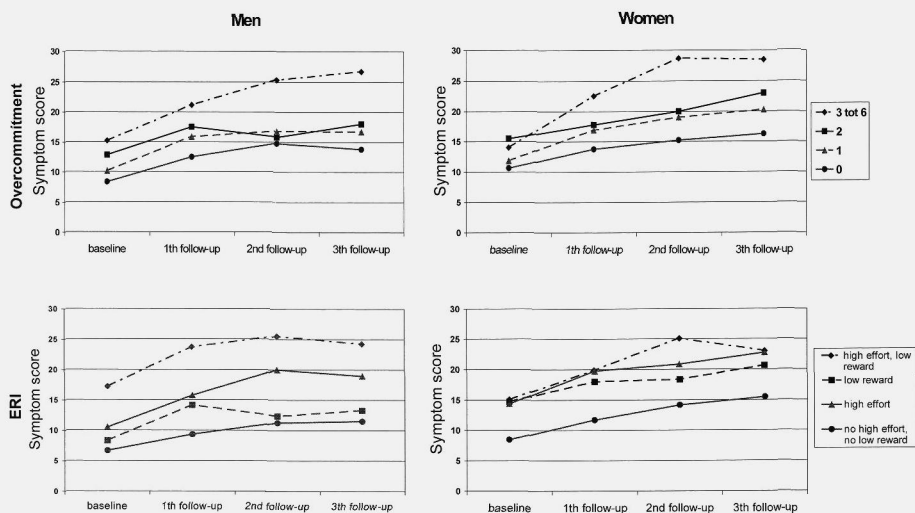 Men
Women
Overcommitment
Symptom score
30
25
20
15
10
5
0
baseline
1th follow-up
2nd follow-up
3th follow-up
Symptom score
30
25
20
15
10
5
0
baseline
1th follow-up
2nd follow-up
3th follow-up
3 tot 6
2
1
0
ERI
Symptom score
30
25
20
15
10
5
0
baseline
1th follow-up
2nd follow-up
3th follow-up
Symptom score
30
25
20
15
10
5
0
baseline
1th follow-up
2nd follow-up
3th follow-up
high effort, low
reward
low reward
high effort
no high effort,
no low reward